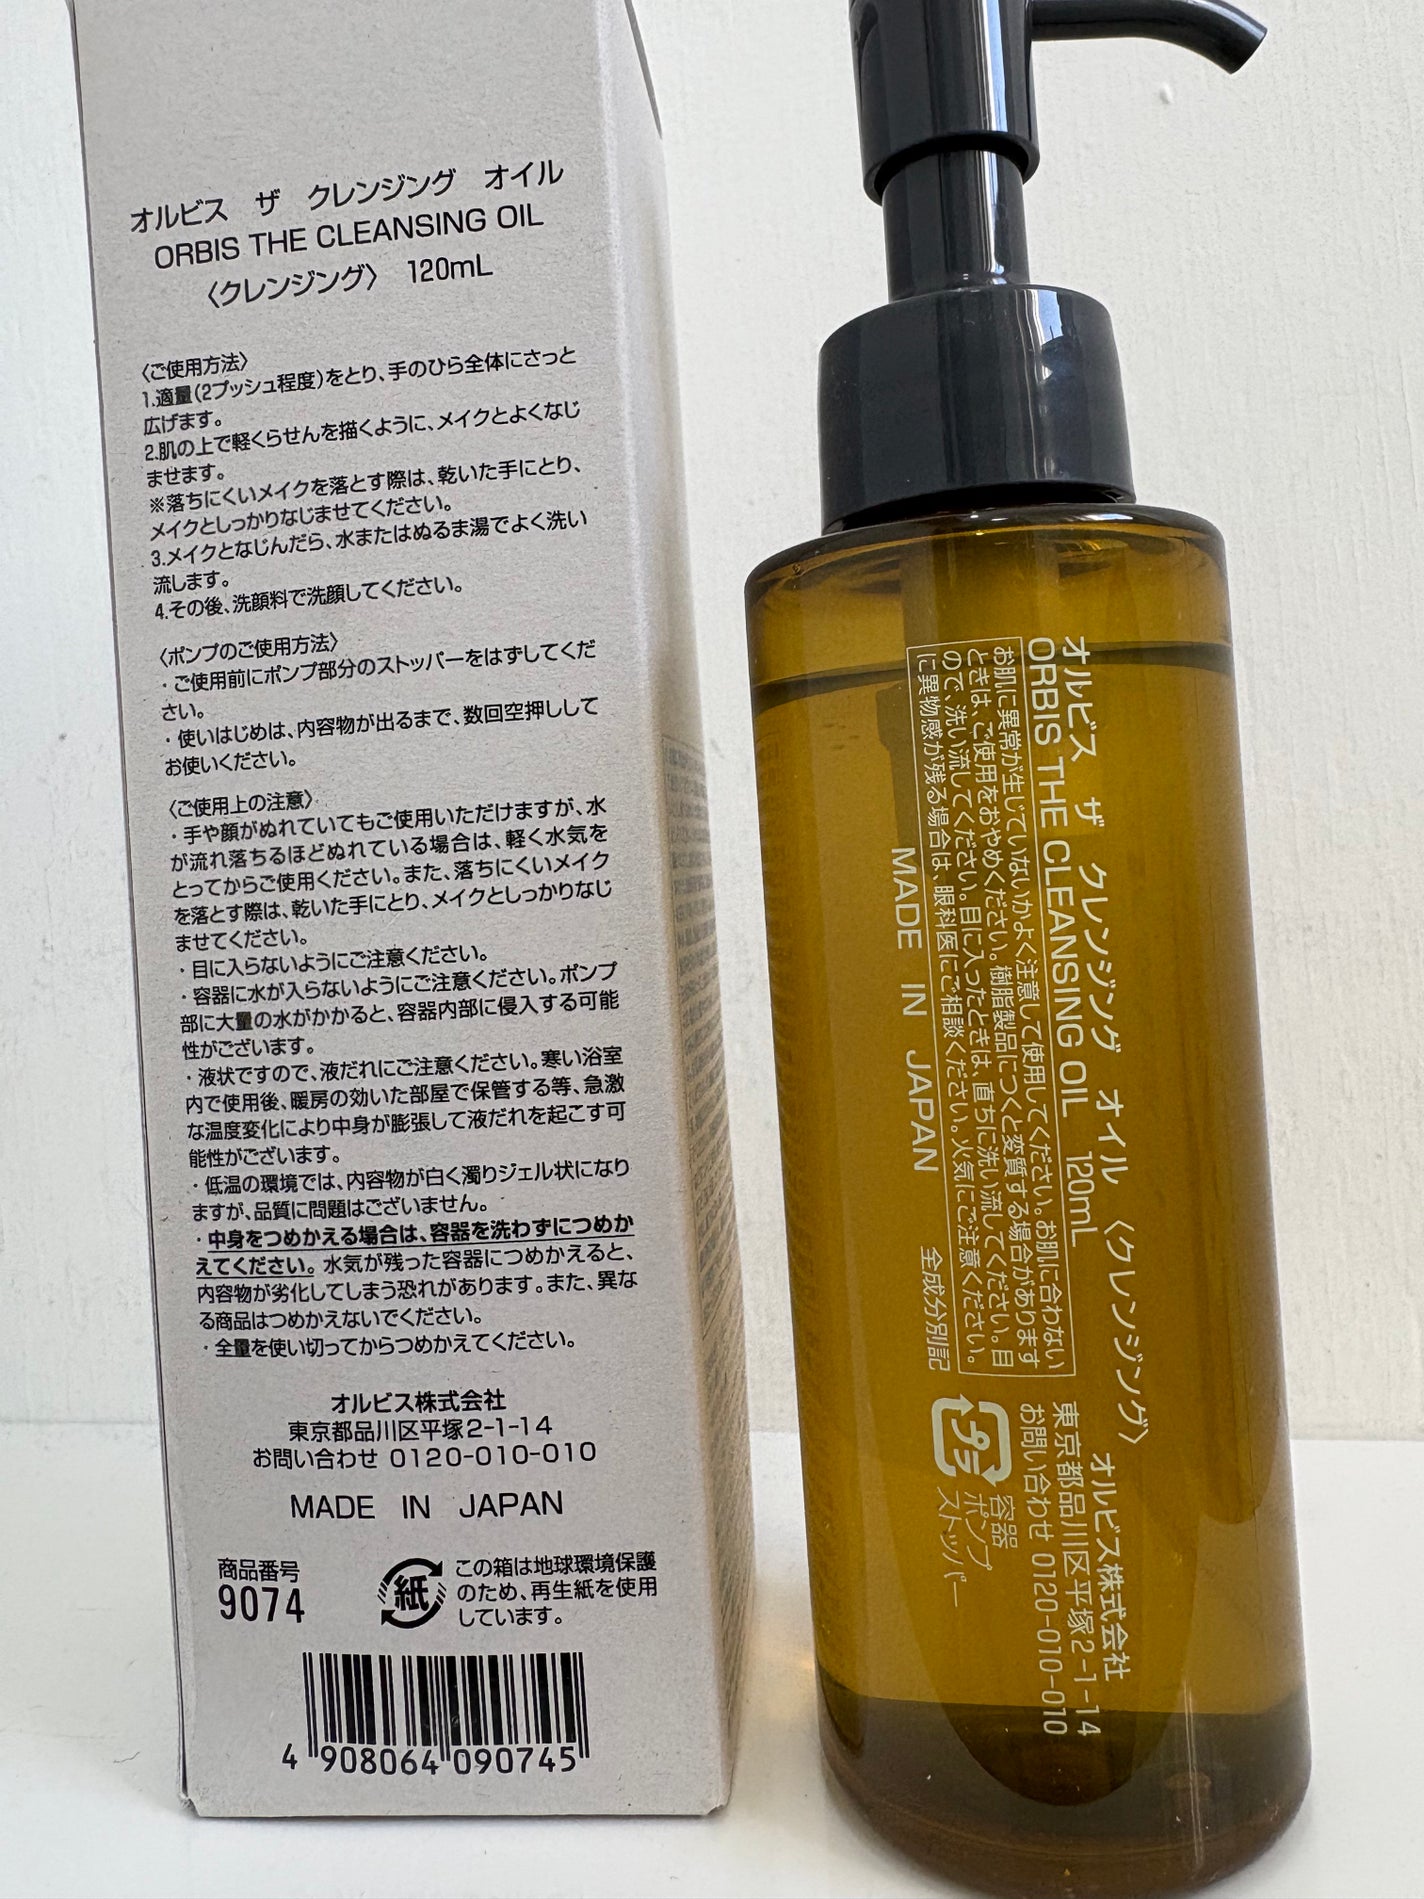 オルビス ザ クレンジング オイル
ORBIS THE CLEANSING OIL
〈クレンジング〉 120mL
〈ご使用方法〉
1.適量(2プッシュ程度)をとり、手のひら全体にさっと
広げます。
2.肌の上で軽くらせんを描くように、メイクとよくなじ
ませます。
※落ちにくいメイクを落とす際は、乾いた手にとり、
メイクとしっかりなじませてください。
3.メイクとなじんだら、水またはぬるま湯でよく洗い
流します。
4.その後、洗顔料で洗顔してください。
〈ポンプのご使用方法〉
・ご使用前にポンプ部分のストッパーをはずしてくだ
さい。
・使いはじめは、内容物が出るまで、数回空押しして
お使いください。
〈ご使用上の注意〉
・手や顔がぬれていてもご使用いただけますが、水
が流れ落ちるほどぬれている場合は、軽く水気を
とってからご使用ください。また、落ちにくいメイク
を落とす際は、乾いた手にとり、メイクとしっかりなじ
ませてください。
・目に入らないようにご注意ください。
・容器に水が入らないようにご注意ください。ポンプ
部に大量の水がかかると、容器内部に侵入する可能
性がございます。
・液状ですので、液だれにご注意ください。寒い浴室
内で使用後、暖房の効いた部屋で保管する等、急激
な温度変化により中身が膨張して液だれを起こす可
能性がございます。
・低温の環境では、内容物が白く濁りジェル状になり
ますが、品質に問題はございません。
・中身をつめかえる場合は、容器を洗わずにつめか
えてください。水気が残った容器につめかえると、
内容物が劣化してしまう恐れがあります。また、異な
る商品はつめかえないでください。
・全量を使い切ってからつめかえてください。
オルビス株式会社
東京都品川区平塚2-1-14
お問い合わせ 0120-010-010
MADE IN JAPAN
商品番号
9074
紙
この箱は地球環境保護
のため、再生紙を使用
しています。
4 908064 090745
オルビス ザ クレンジング オイル 〈クレンジング〉
ORBIS THE CLEANSING OIL 120mL
お肌に異常が生じていないかよく注意して使用してください。お肌に合わない
ときは、ご使用をおやめください。樹脂製品につくと変質する場合があります
ので、洗い流してください。目に入ったときは、直ちに洗い流してください。目
に異物感が残る場合は、眼科医にご相談ください。火気にご注意ください。
MADE IN JAPAN
全成分別記
オルビス株式会社
東京都品川区平塚2-1-14
お問い合わせ 0120-010-010
プラ
容器
ポンプ
ストッパー